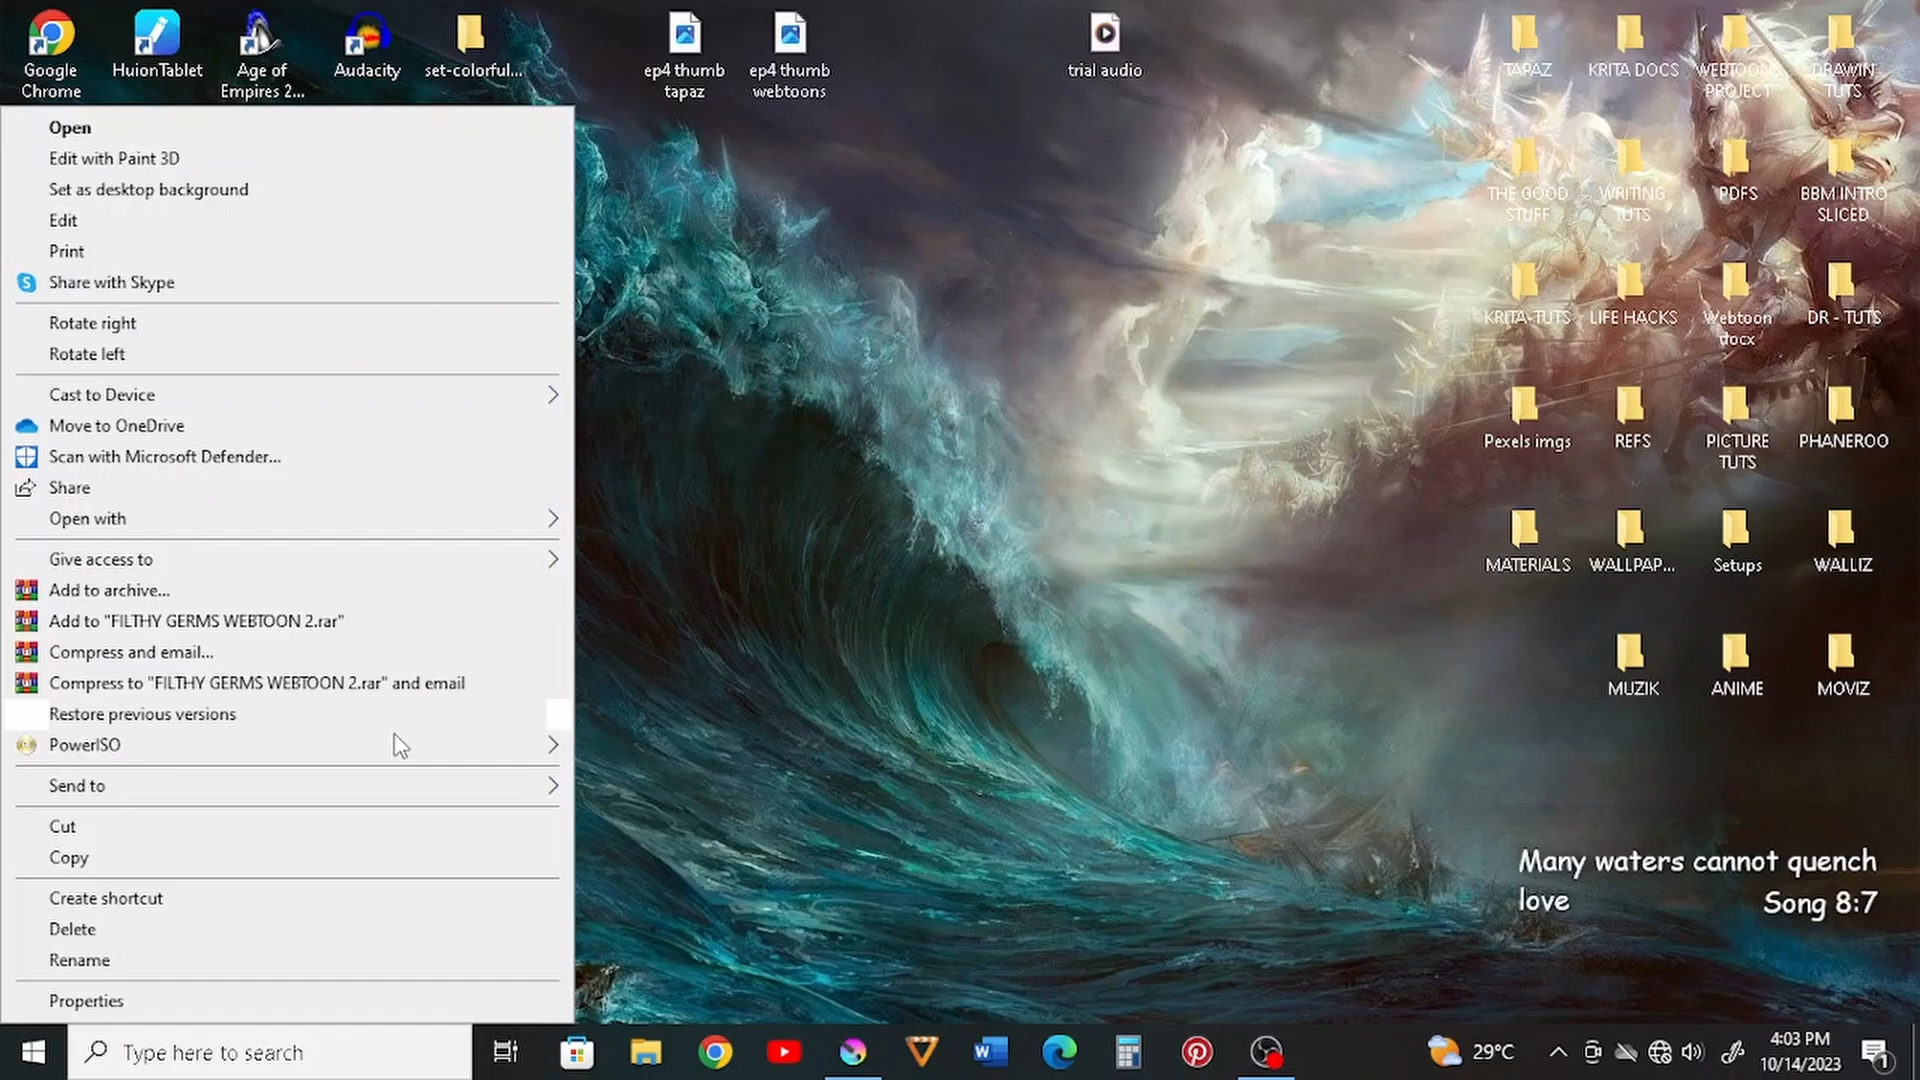 Google
Chrome
HuionTablet
Age of
Empires 2...
Audacity
set-colorful...
ep4 thumb
tapaz
ep4 thumb
webtoons
trial audio
TAPAZ
KRITA DOCS
WEBTOON
PROJECT
DRAWIN
TUTS
Open
Edit with Paint 3D
Set as desktop background
Edit
Print
Share with Skype
Rotate right
Rotate left
Cast to Device
Move to OneDrive
Scan with Microsoft Defender...
Share
Open with
Give access to
Add to archive...
Add to "FILTHY GERMS WEBTOON 2.rar"
Compress and email...
Compress to "FILTHY GERMS WEBTOON 2.rar" and email
Restore previous versions
PowerISO
Send to
Cut
Copy
Create shortcut
Delete
Rename
Properties
THE GOOD
STUFF
WRITING
TUTS
PDFS
BBM INTRO
SLICED
KRITA-TUTS
LIFE HACKS
Webtoon
docx
DR - TUTS
Pexels imgs
REFS
PICTURE
TUTS
PHANEROO
MATERIALS
WALLPAP...
Setups
WALLIZ
MUZIK
ANIME
MOVIZ
Many waters cannot quench
love Song 8:7
Type here to search
29°C
4:03 PM
10/14/2023
1